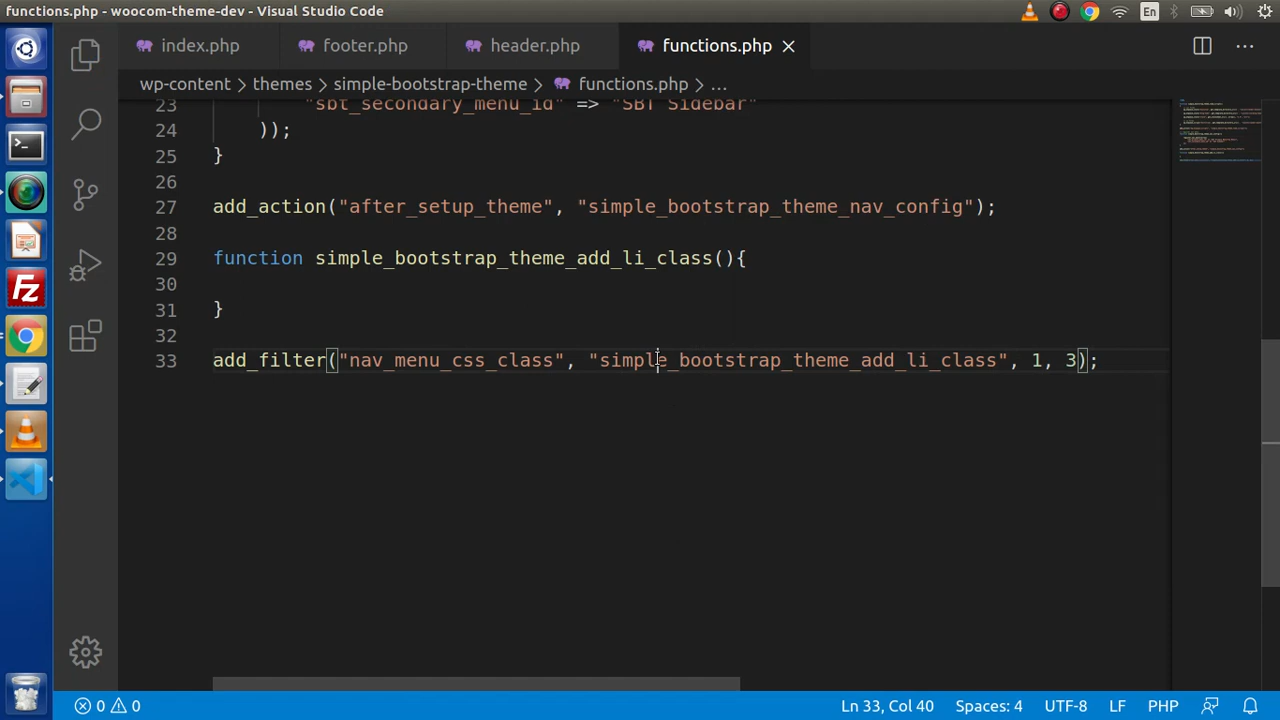 functions.php - woocom-theme-dev - Visual Studio Code
En
index.php footer.php header.php functions.php
wp-content > themes > simple-bootstrap-theme > functions.php > ...
23 "sbt_secondary_menu_id" => "SBT Sidebar"
24 ));
25 }
26
27 add_action("after_setup_theme", "simple_bootstrap_theme_nav_config");
28
29 function simple_bootstrap_theme_add_li_class(){
30
31 }
32
33 add_filter("nav_menu_css_class", "simple_bootstrap_theme_add_li_class", 1, 3);
0 0 Ln 33, Col 40 Spaces: 4 UTF-8 LF PHP